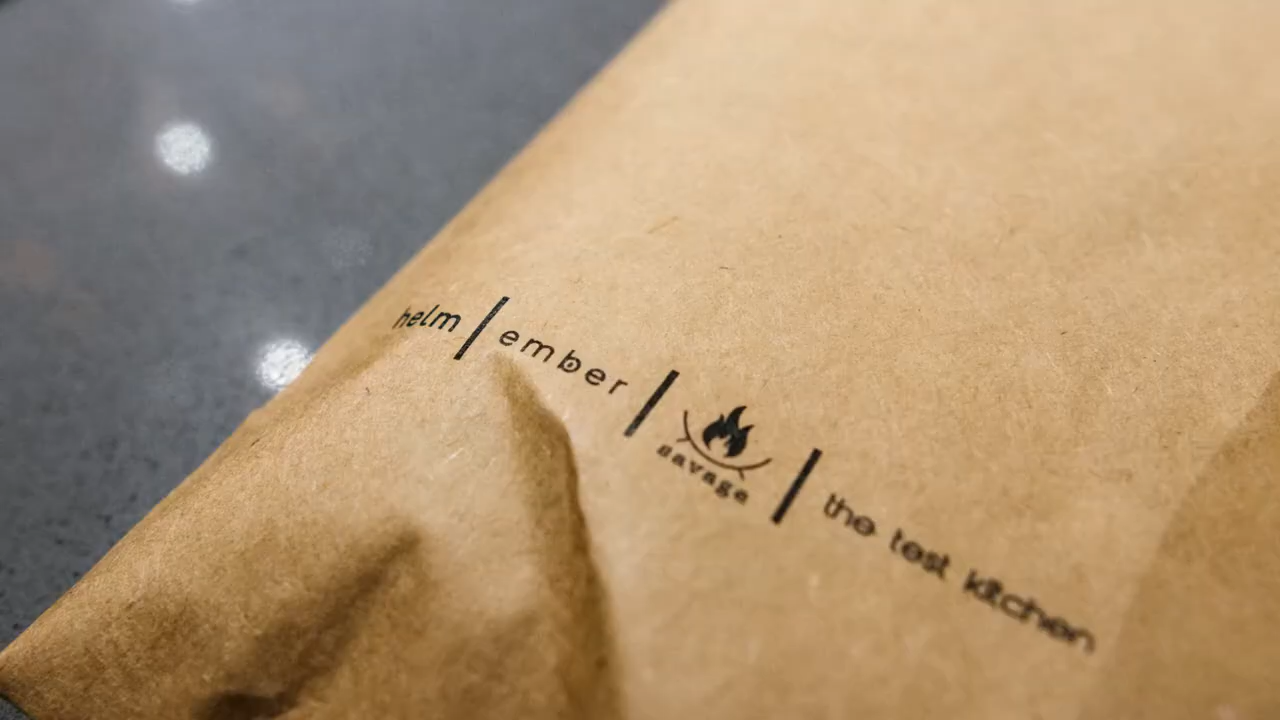 helm | ember | savage | the test kitchen